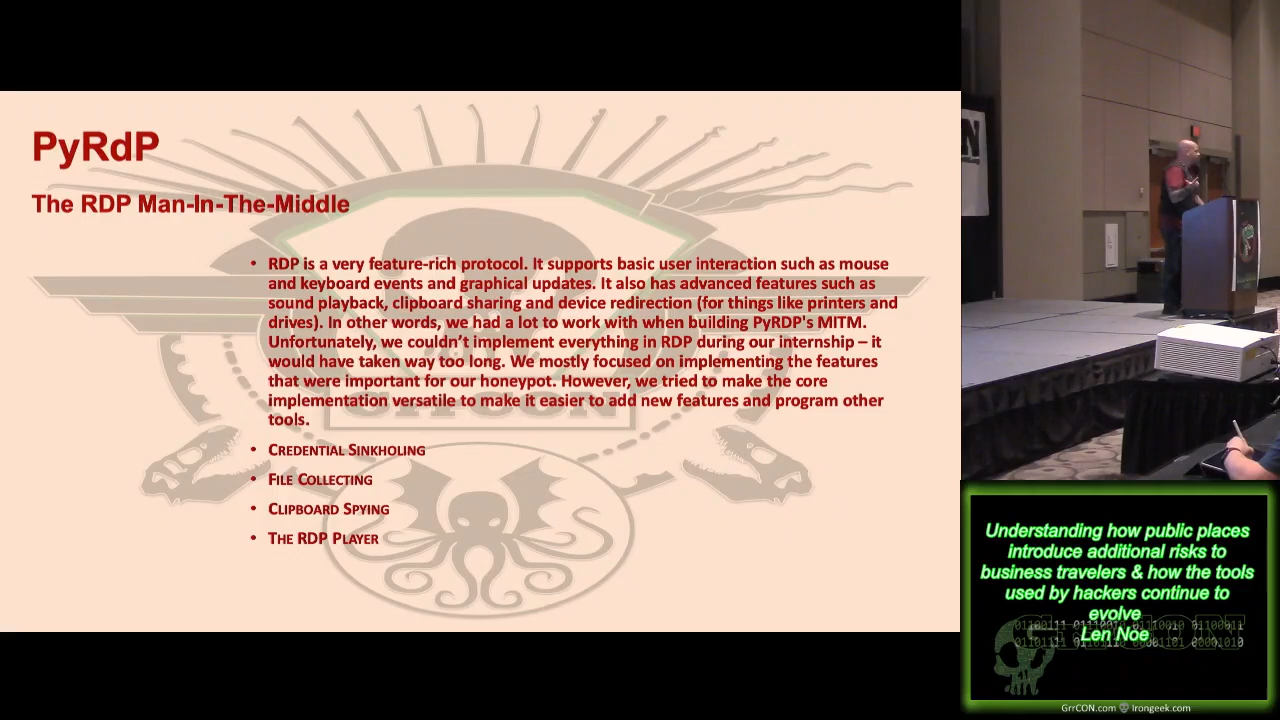 PyRdP
The RDP Man-In-The-Middle
• RDP is a very feature-rich protocol. It supports basic user interaction such as mouse
and keyboard events and graphical updates. It also has advanced features such as
sound playback, clipboard sharing and device redirection (for things like printers and
drives). In other words, we had a lot to work with when building PyRDP's MITM.
Unfortunately, we couldn't implement everything in RDP during our internship – it
would have taken way too long. We mostly focused on implementing the features
that were important for our honeypot. However, we tried to make the core
implementation versatile to make it easier to add new features and program other
tools.
• Credential Sinkholing
• File Collecting
• Clipboard Spying
• The RDP Player
Understanding how public places
introduce additional risks to
business travelers & how the tools
used by hackers continue to
evolve
Len Noe
GrrCON
GrrCON.com Irongeek.com